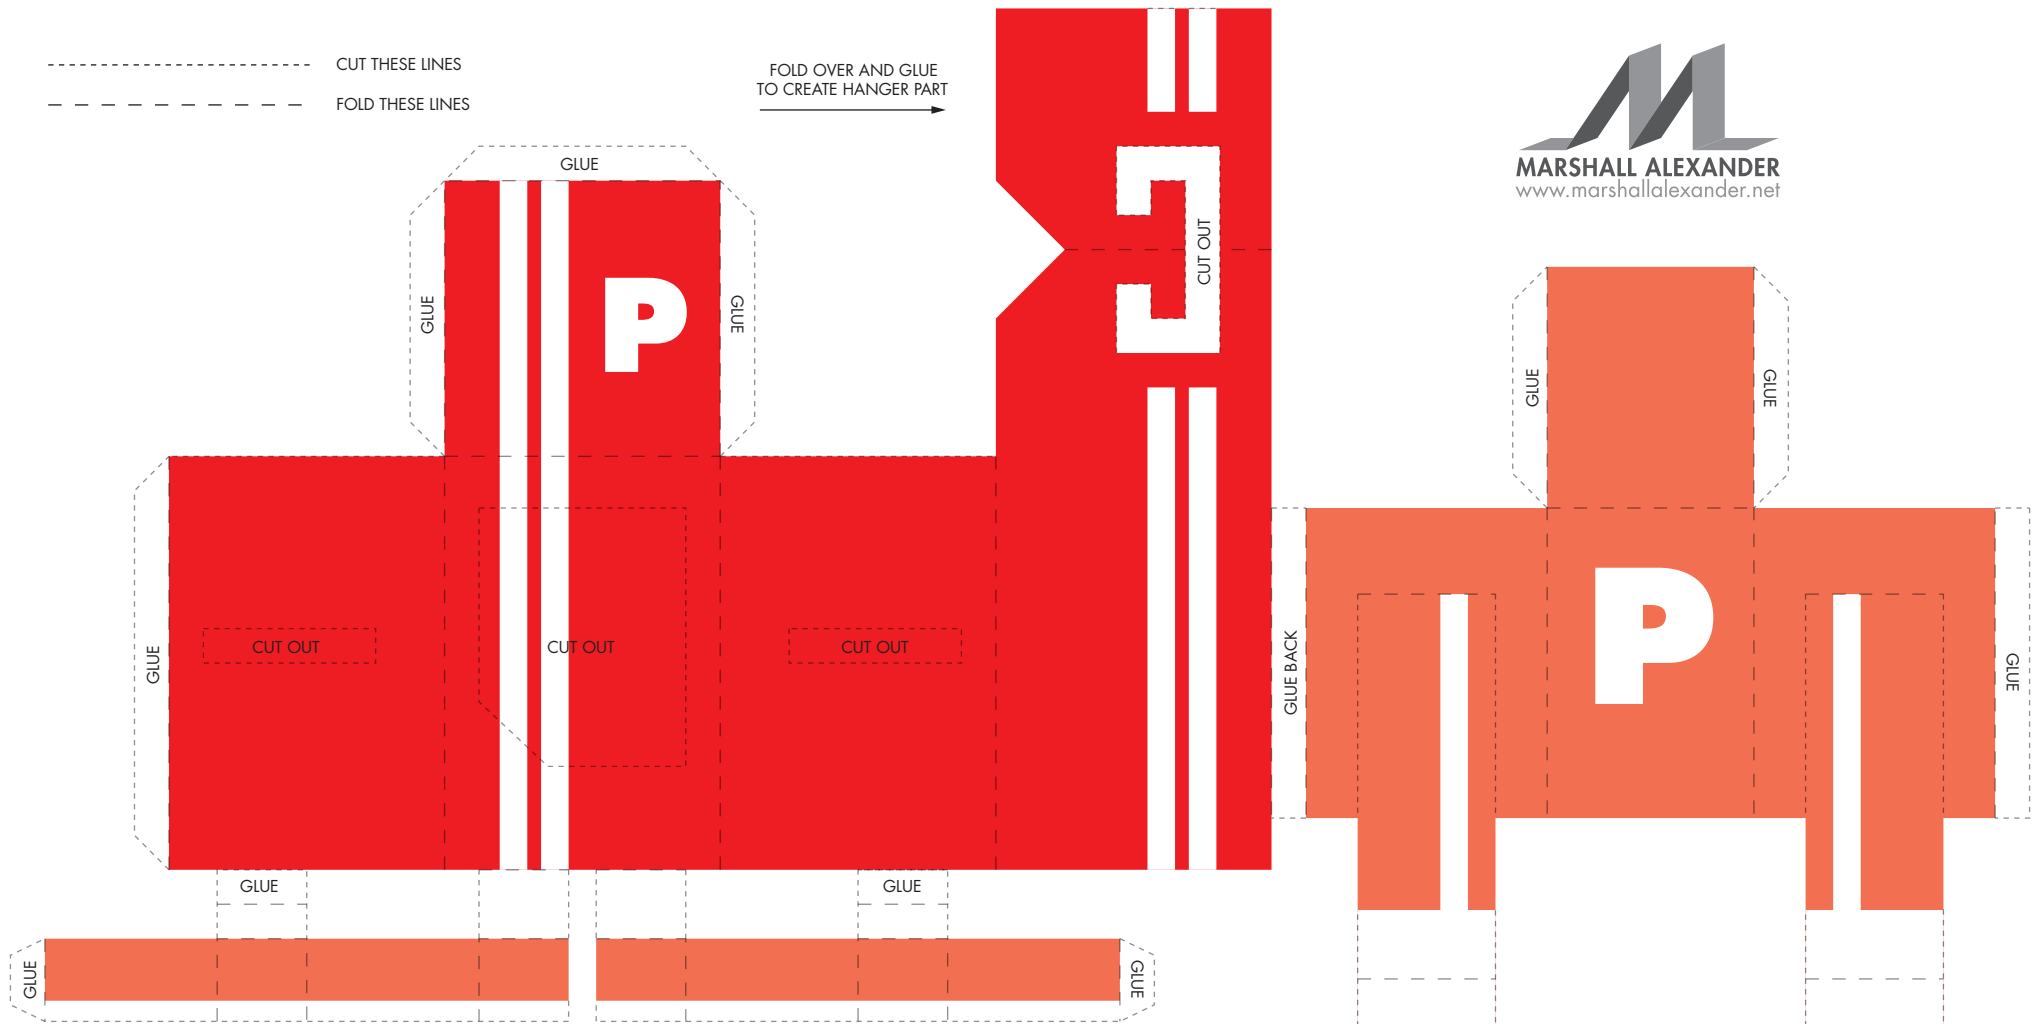 CUT THESE LINES
FOLD THESE LINES
FOLD OVER AND GLUE
TO CREATE HANGER PART
MARSHALL ALEXANDER
www.marshallalexander.net
GLUE
GLUE
P
GLUE
CUT OUT
GLUE
GLUE
GLUE
CUT OUT
CUT OUT
CUT OUT
GLUE BACK
P
GLUE
GLUE
GLUE
GLUE
GLUE